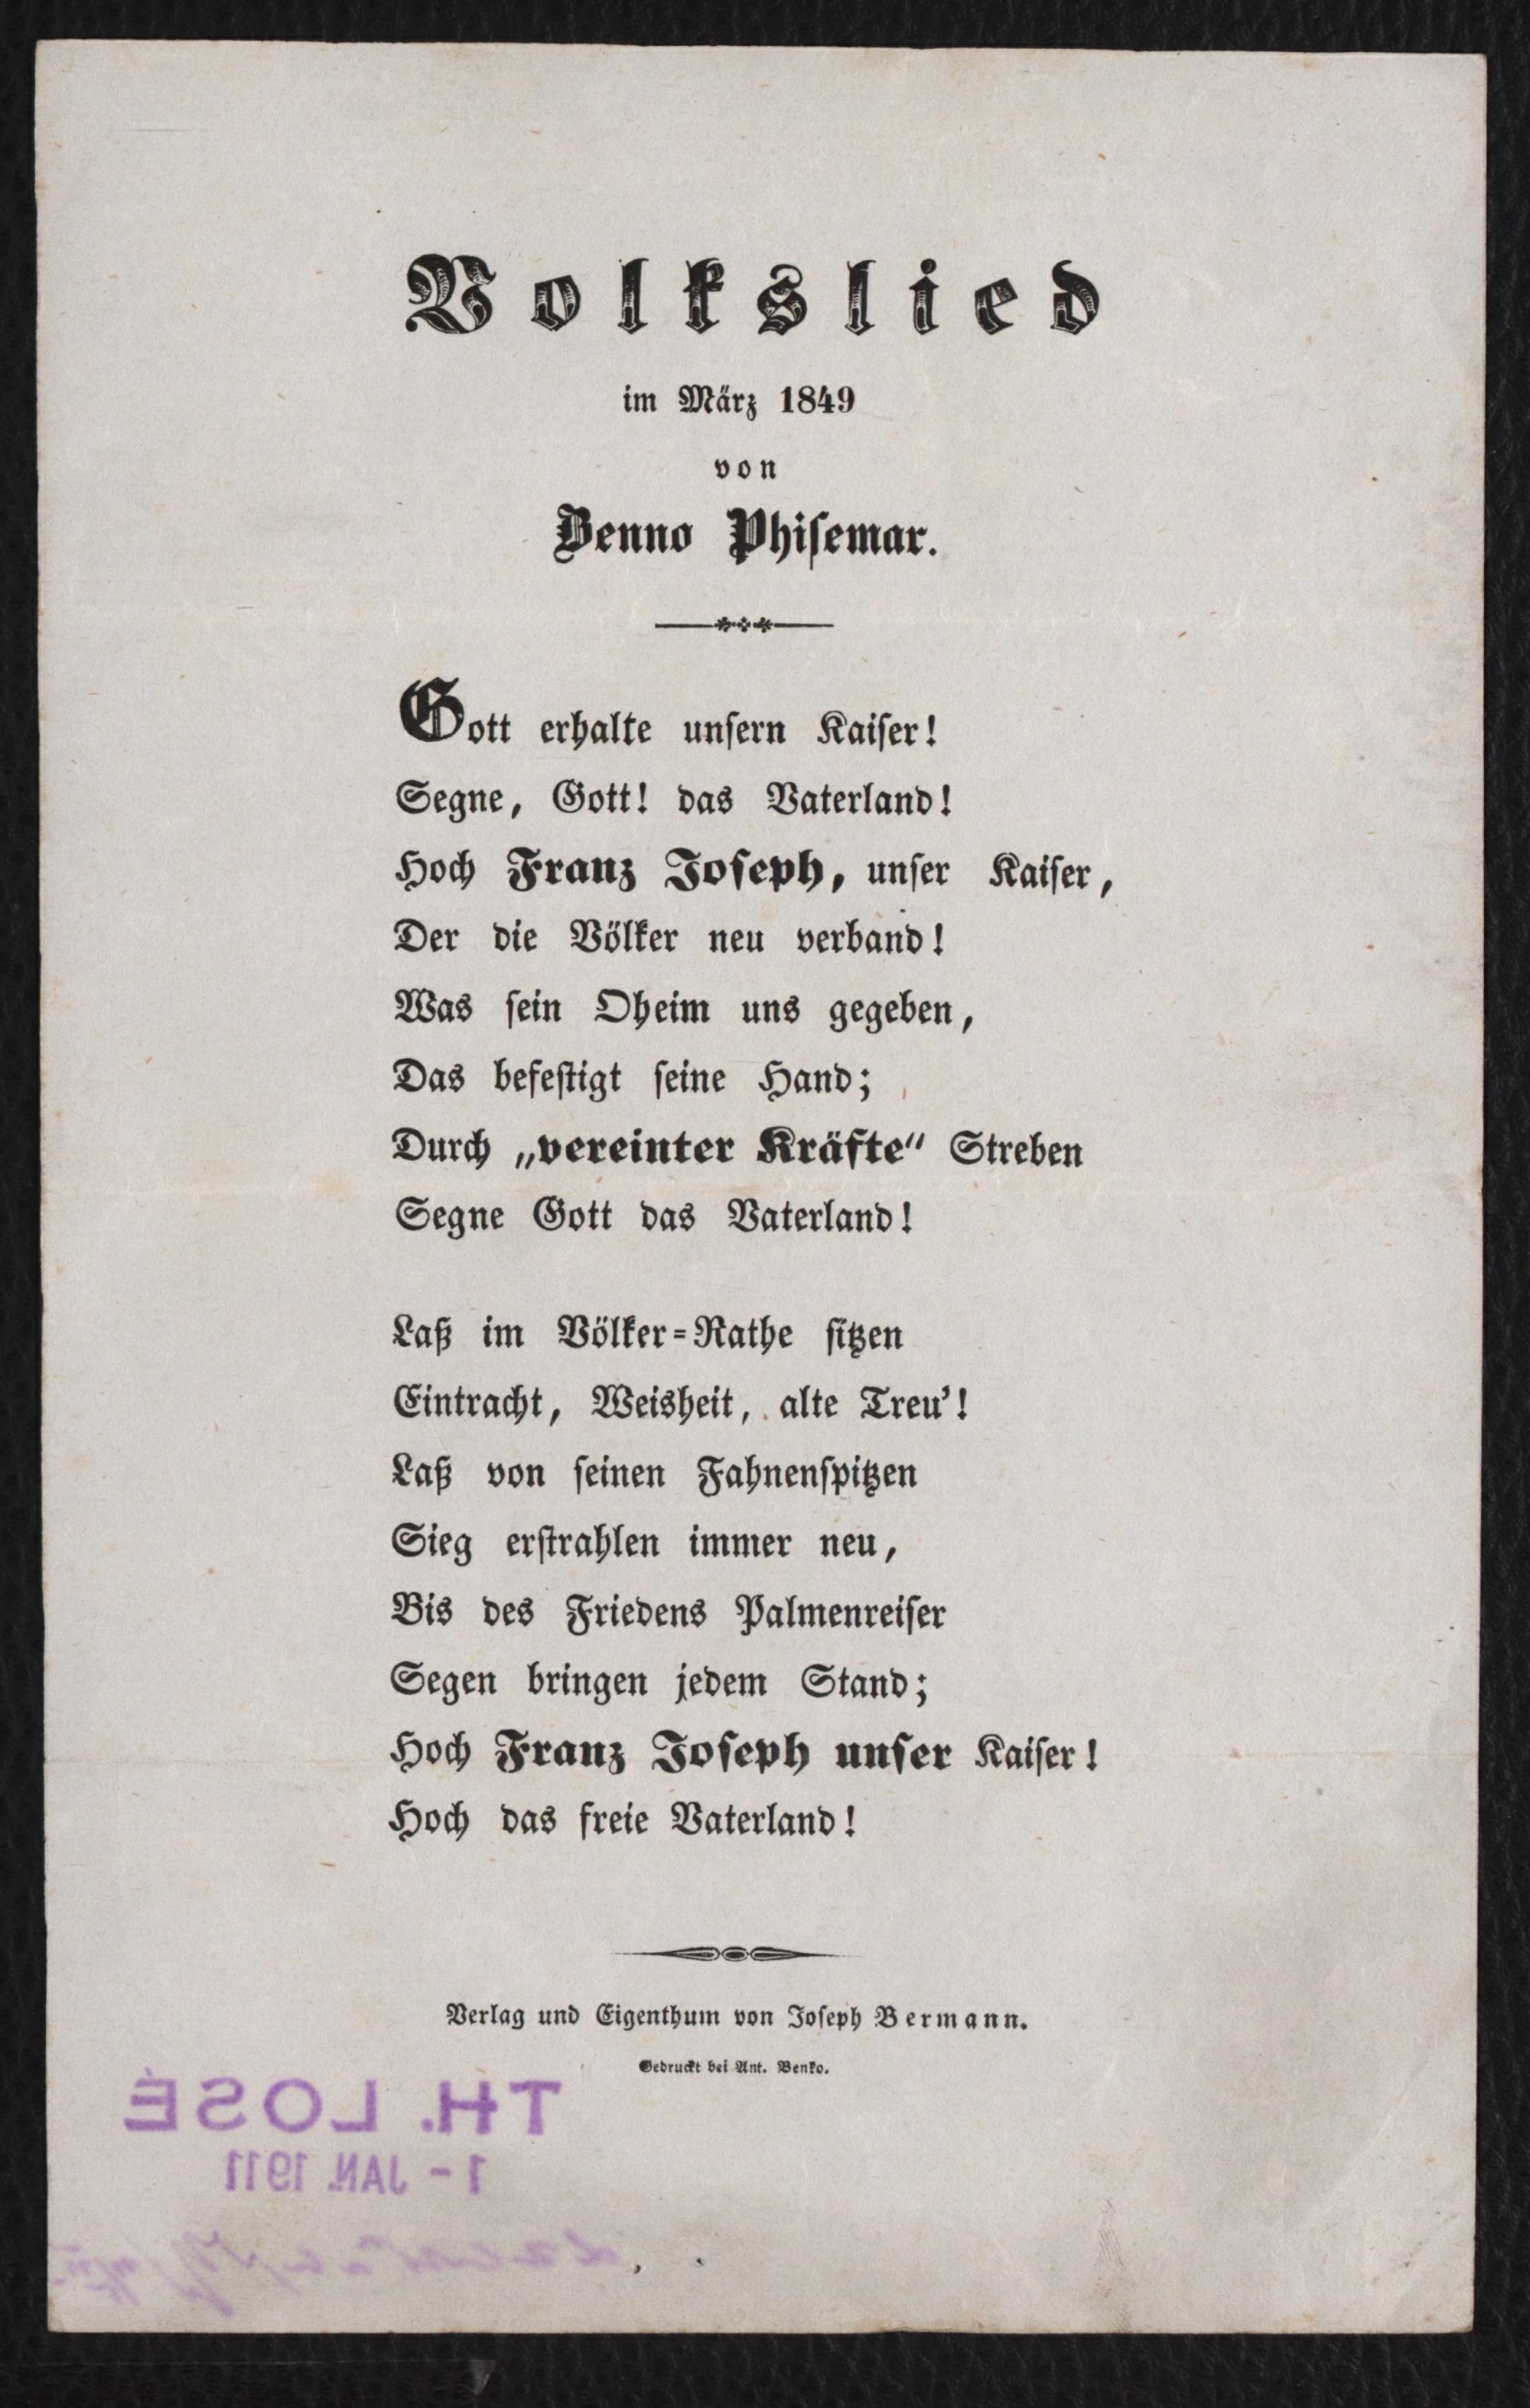 Volkslied
im März 1849
von
Benno Phiſemar.
Gott erhalte unſern Kaiſer!
Segne, Gott! das Vaterland!
Hoch Franz Joſeph, unſer Kaiſer,
Der die Völker neu verband!
Was ſein Oheim uns gegeben,
Das befeſtigt ſeine Hand;
Durch „vereinter Kräfte“ Streben
Segne Gott das Vaterland!
Laß im Völker=Rathe ſitzen
Eintracht, Weisheit, alte Treu’!
Laß von ſeinen Fahnenſpitzen
Sieg erſtrahlen immer neu,
Bis des Friedens Palmenreiſer
Segen bringen jedem Stand;
Hoch Franz Joſeph unſer Kaiſer!
Hoch das freie Vaterland!
Verlag und Eigenthum von Joſeph Bermann.
Gedruckt bei Ant. Benko.
TH. LOSÉ
1 - JAN. 1911